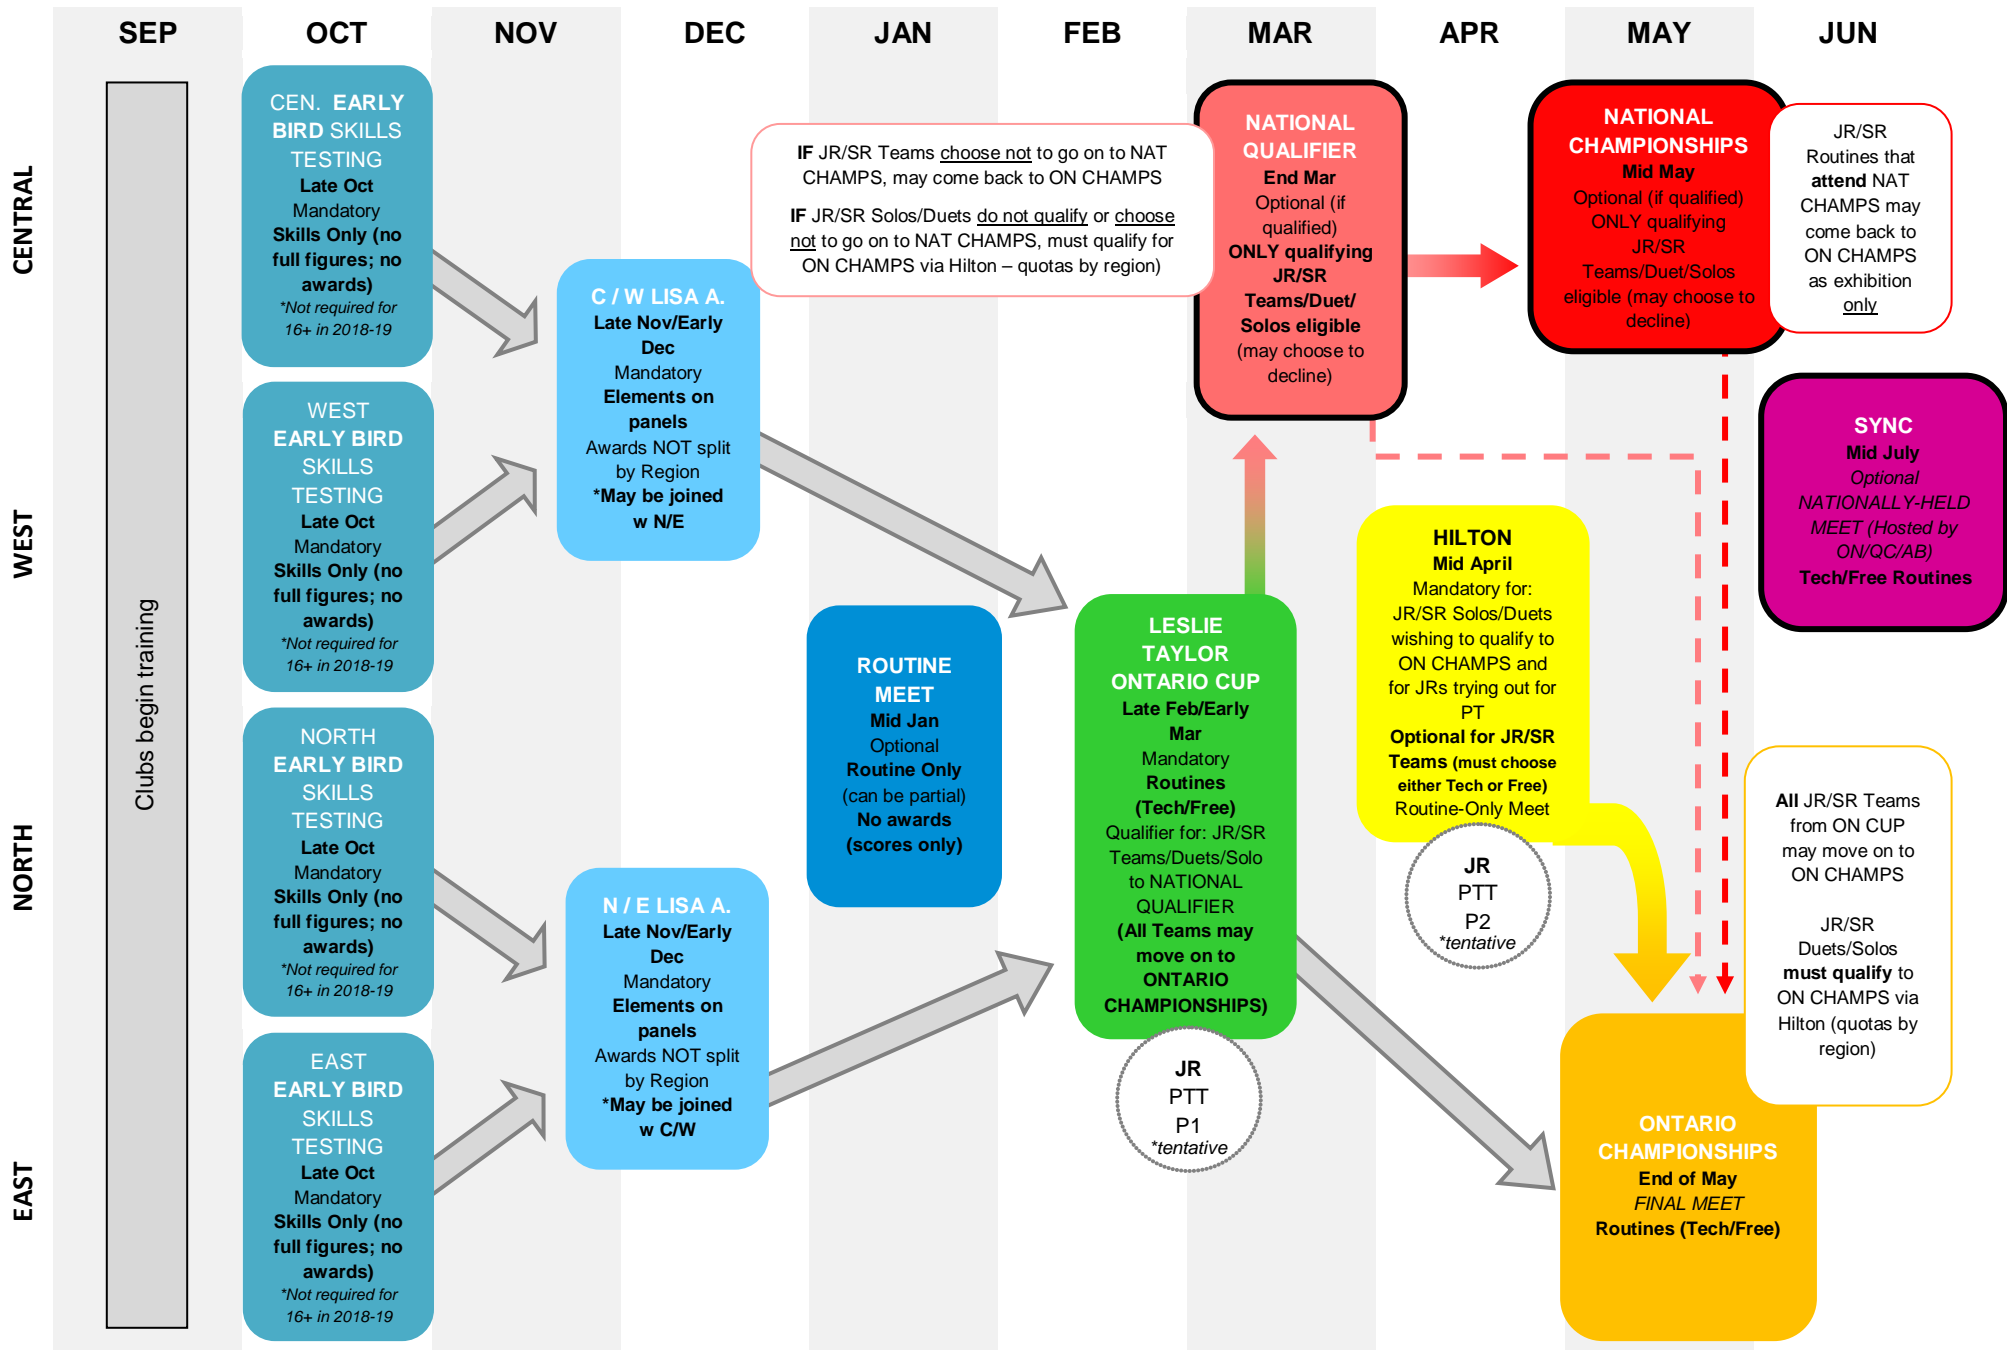 SEP OCT NOV DEC JAN FEB MAR APR MAY JUN
CENTRAL
WEST
NORTH
EAST
Clubs begin training
CEN. EARLY
BIRD SKILLS
TESTING
Late Oct
Mandatory
Skills Only (no
full figures; no
awards)
*Not required for
16+ in 2018-19
WEST
EARLY BIRD
SKILLS
TESTING
Late Oct
Mandatory
Skills Only (no
full figures; no
awards)
*Not required for
16+ in 2018-19
NORTH
EARLY BIRD
SKILLS
TESTING
Late Oct
Mandatory
Skills Only (no
full figures; no
awards)
*Not required for
16+ in 2018-19
EAST
EARLY BIRD
SKILLS
TESTING
Late Oct
Mandatory
Skills Only (no
full figures; no
awards)
*Not required for
16+ in 2018-19
C / W LISA A.
Late Nov/Early
Dec
Mandatory
Elements on
panels
Awards NOT split
by Region
*May be joined
w N/E
N / E LISA A.
Late Nov/Early
Dec
Mandatory
Elements on
panels
Awards NOT split
by Region
*May be joined
w C/W
IF JR/SR Teams choose not to go on to NAT
CHAMPS, may come back to ON CHAMPS
IF JR/SR Solos/Duets do not qualify or choose
not to go on to NAT CHAMPS, must qualify for
ON CHAMPS via Hilton – quotas by region)
ROUTINE
MEET
Mid Jan
Optional
Routine Only
(can be partial)
No awards
(scores only)
LESLIE
TAYLOR
ONTARIO CUP
Late Feb/Early
Mar
Mandatory
Routines
(Tech/Free)
Qualifier for: JR/SR
Teams/Duets/Solo
to NATIONAL
QUALIFIER
(All Teams may
move on to
ONTARIO
CHAMPIONSHIPS)
JR
PTT
P1
*tentative
NATIONAL
QUALIFIER
End Mar
Optional (if
qualified)
ONLY qualifying
JR/SR
Teams/Duet/
Solos eligible
(may choose to
decline)
HILTON
Mid April
Mandatory for:
JR/SR Solos/Duets
wishing to qualify to
ON CHAMPS and
for JRs trying out for
PT
Optional for JR/SR
Teams (must choose
either Tech or Free)
Routine-Only Meet
JR
PTT
P2
*tentative
NATIONAL
CHAMPIONSHIPS
Mid May
Optional (if qualified)
ONLY qualifying
JR/SR
Teams/Duet/Solos
eligible (may choose to
decline)
JR/SR
Routines that
attend NAT
CHAMPS may
come back to
ON CHAMPS
as exhibition
only
SYNC
Mid July
Optional
NATIONALLY-HELD
MEET (Hosted by
ON/QC/AB)
Tech/Free Routines
All JR/SR Teams
from ON CUP
may move on to
ON CHAMPS
JR/SR
Duets/Solos
must qualify to
ON CHAMPS via
Hilton (quotas by
region)
ONTARIO
CHAMPIONSHIPS
End of May
FINAL MEET
Routines (Tech/Free)